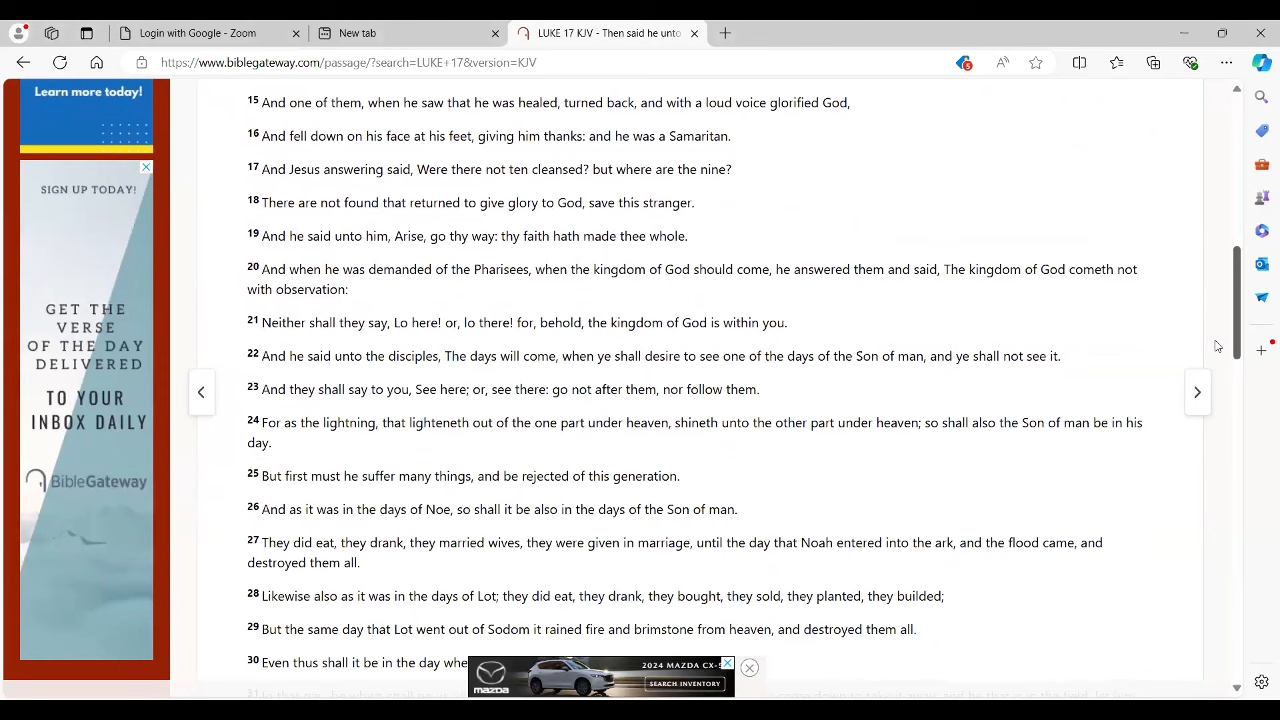 Login with Google - Zoom
New tab
LUKE 17 KJV - Then said he unto
https://www.biblegateway.com/passage/?search=LUKE+17&version=KJV
5
Learn more today!
SIGN UP TODAY!
GET THE
VERSE
OF THE DAY
DELIVERED
TO YOUR
INBOX DAILY
BibleGateway
15 And one of them, when he saw that he was healed, turned back, and with a loud voice glorified God,
16 And fell down on his face at his feet, giving him thanks: and he was a Samaritan.
17 And Jesus answering said, Were there not ten cleansed? but where are the nine?
18 There are not found that returned to give glory to God, save this stranger.
19 And he said unto him, Arise, go thy way: thy faith hath made thee whole.
20 And when he was demanded of the Pharisees, when the kingdom of God should come, he answered them and said, The kingdom of God cometh not
with observation:
21 Neither shall they say, Lo here! or, lo there! for, behold, the kingdom of God is within you.
22 And he said unto the disciples, The days will come, when ye shall desire to see one of the days of the Son of man, and ye shall not see it.
23 And they shall say to you, See here; or, see there: go not after them, nor follow them.
24 For as the lightning, that lighteneth out of the one part under heaven, shineth unto the other part under heaven; so shall also the Son of man be in his
day.
25 But first must he suffer many things, and be rejected of this generation.
26 And as it was in the days of Noe, so shall it be also in the days of the Son of man.
27 They did eat, they drank, they married wives, they were given in marriage, until the day that Noah entered into the ark, and the flood came, and
destroyed them all.
28 Likewise also as it was in the days of Lot; they did eat, they drank, they bought, they sold, they planted, they builded;
29 But the same day that Lot went out of Sodom it rained fire and brimstone from heaven, and destroyed them all.
30 Even thus shall it be in the day whe
2024 MAZDA CX-5
SEARCH INVENTORY
MAZDA